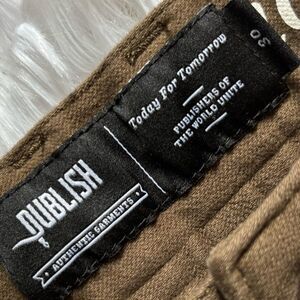 PUBLISH
AUTHENTIC GARMENTS
Today For Tomorrow
PUBLISHERS OF
THE WORLD UNITE
30